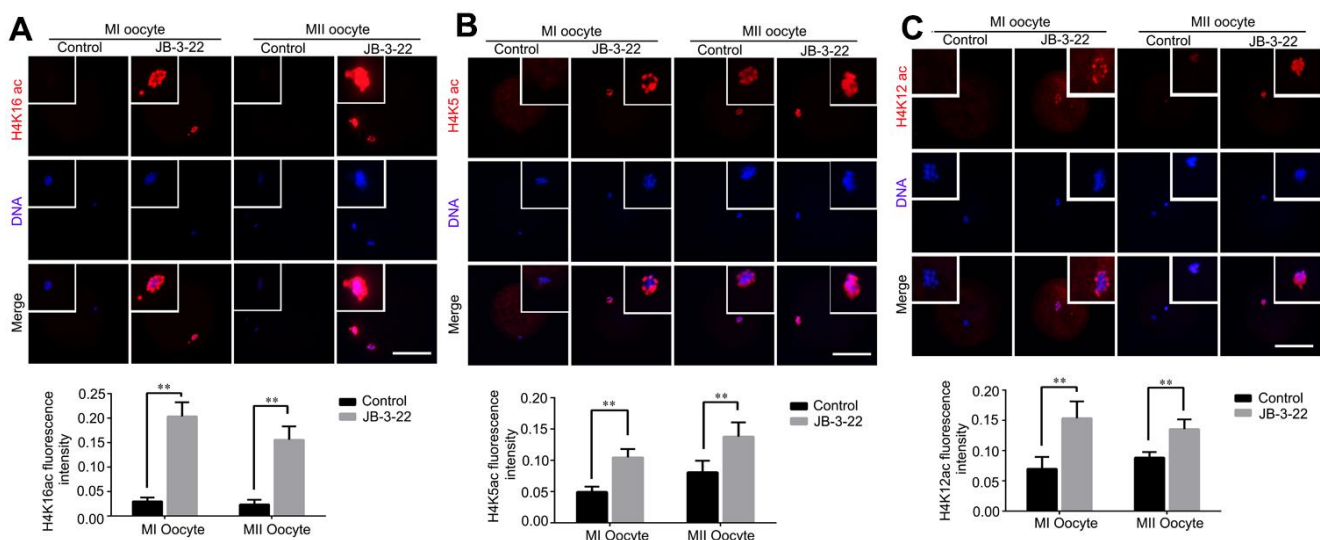 A
MI oocyte
MII oocyte
Control
JB-3-22
Control
JB-3-22
H4K16 ac
DNA
Merge
H4K16ac fluorescence
intensity
0.25
0.20
0.15
0.10
0.05
0.00
**
**
Control
JB-3-22
MI Oocyte
MII Oocyte
B
MI oocyte
MII oocyte
Control
JB-3-22
Control
JB-3-22
H4K5 ac
DNA
Merge
H4K5ac fluorescence
intensity
0.20
0.15
0.10
0.05
0.00
**
**
Control
JB-3-22
MI Oocyte
MII Oocyte
C
MI oocyte
MII oocyte
Control
JB-3-22
Control
JB-3-22
H4K12 ac
DNA
Merge
H4K12ac fluorescence
intensity
0.20
0.15
0.10
0.05
0.00
**
**
Control
JB-3-22
MI Oocyte
MII Oocyte